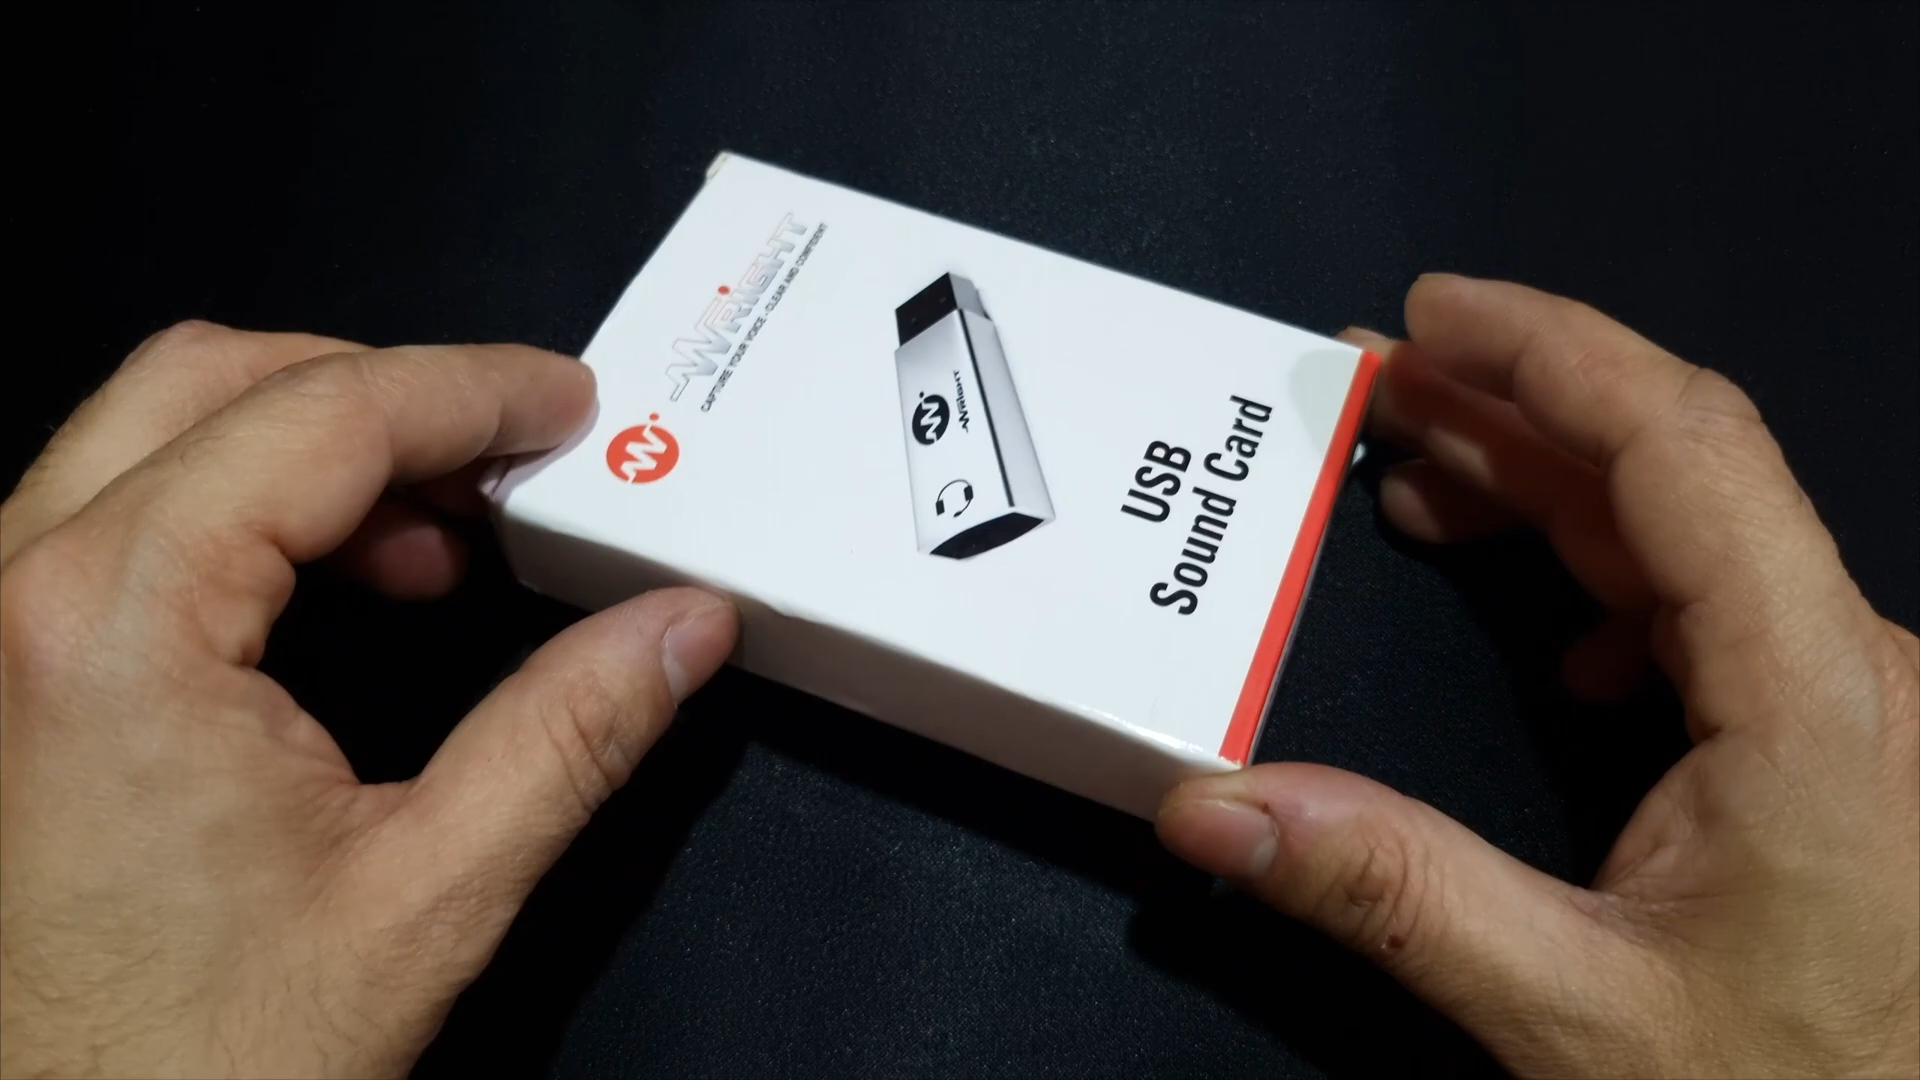 WRiGHT
CAPTURE YOUR VOICE - CLEAR AND CONFIDENT
WRiGHT
USB
Sound Card